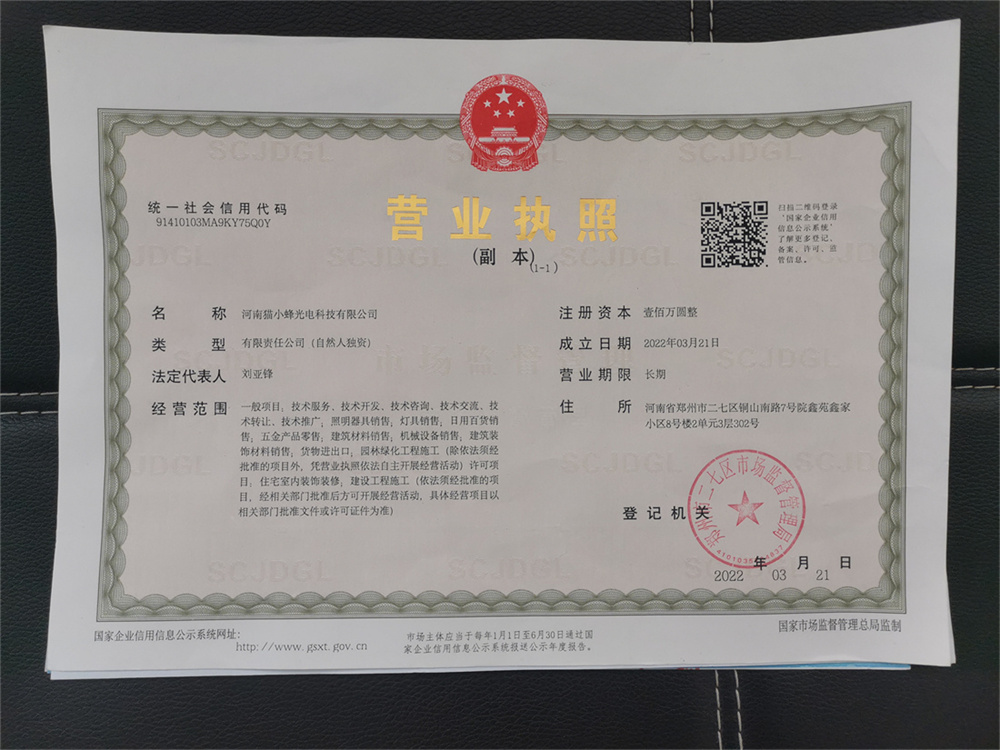 统一社会信用代码
91410103MA9KY75Q0Y
营业执照
(副 本)
(1-1)
扫描二维码登录
'国家企业信用
信息公示系统'
了解更多登记、
备案、许可、监
管信息。
名 称 河南猫小蜂光电科技有限公司
类 型 有限责任公司（自然人独资）
法定代表人 刘亚锋
经营范围 一般项目，技术服务、技术开发、技术咨询、技术交流、技
术转让、技术推广，照明器具销售，灯具销售，日用百货销
售，五金产品零售，建筑材料销售，机械设备销售，建筑装
饰材料销售，货物进出口，园林绿化工程施工（除依法须经
批准的项目外，凭营业执照依法自主开展经营活动）许可项
目，住宅室内装饰装修，建设工程施工（依法须经批准的项
目，经相关部门批准后方可开展经营活动，具体经营项目以
相关部门批准文件或许可证件为准）
注册资本 壹佰万圆整
成立日期 2022年03月21日
营业期限 长期
住 所 河南省郑州市二七区铜山南路7号院鑫苑鑫家
小区8号楼2单元3层302号
登记机关
郑州市二七区市场监督管理局
年 月 日
2022 03 21
国家企业信用信息公示系统网址：
http://www.gsxt.gov.cn
市场主体应当于每年1月1日至6月30日通过国
家企业信用信息公示系统报送公示年度报告。
国家市场监督管理总局监制